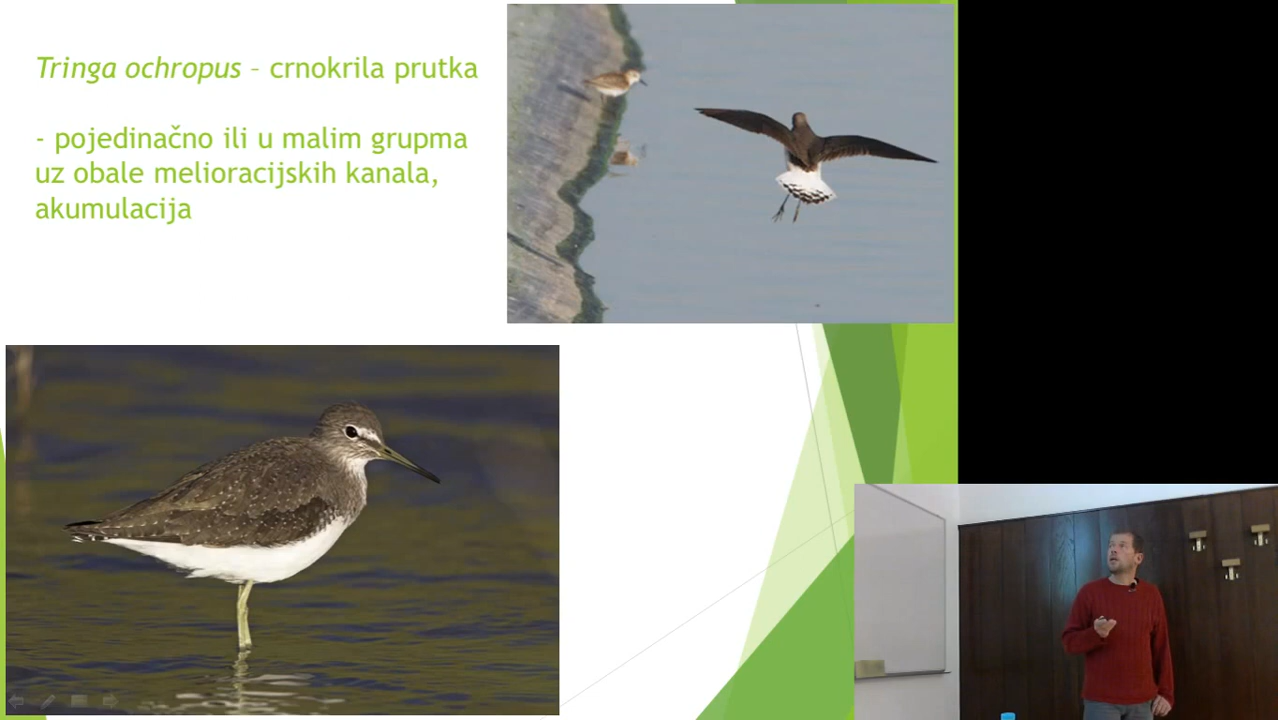 Tringa ochropus – crnokrila prutka
- pojedinačno ili u malim grupma
uz obale melioracijskih kanala,
akumulacija